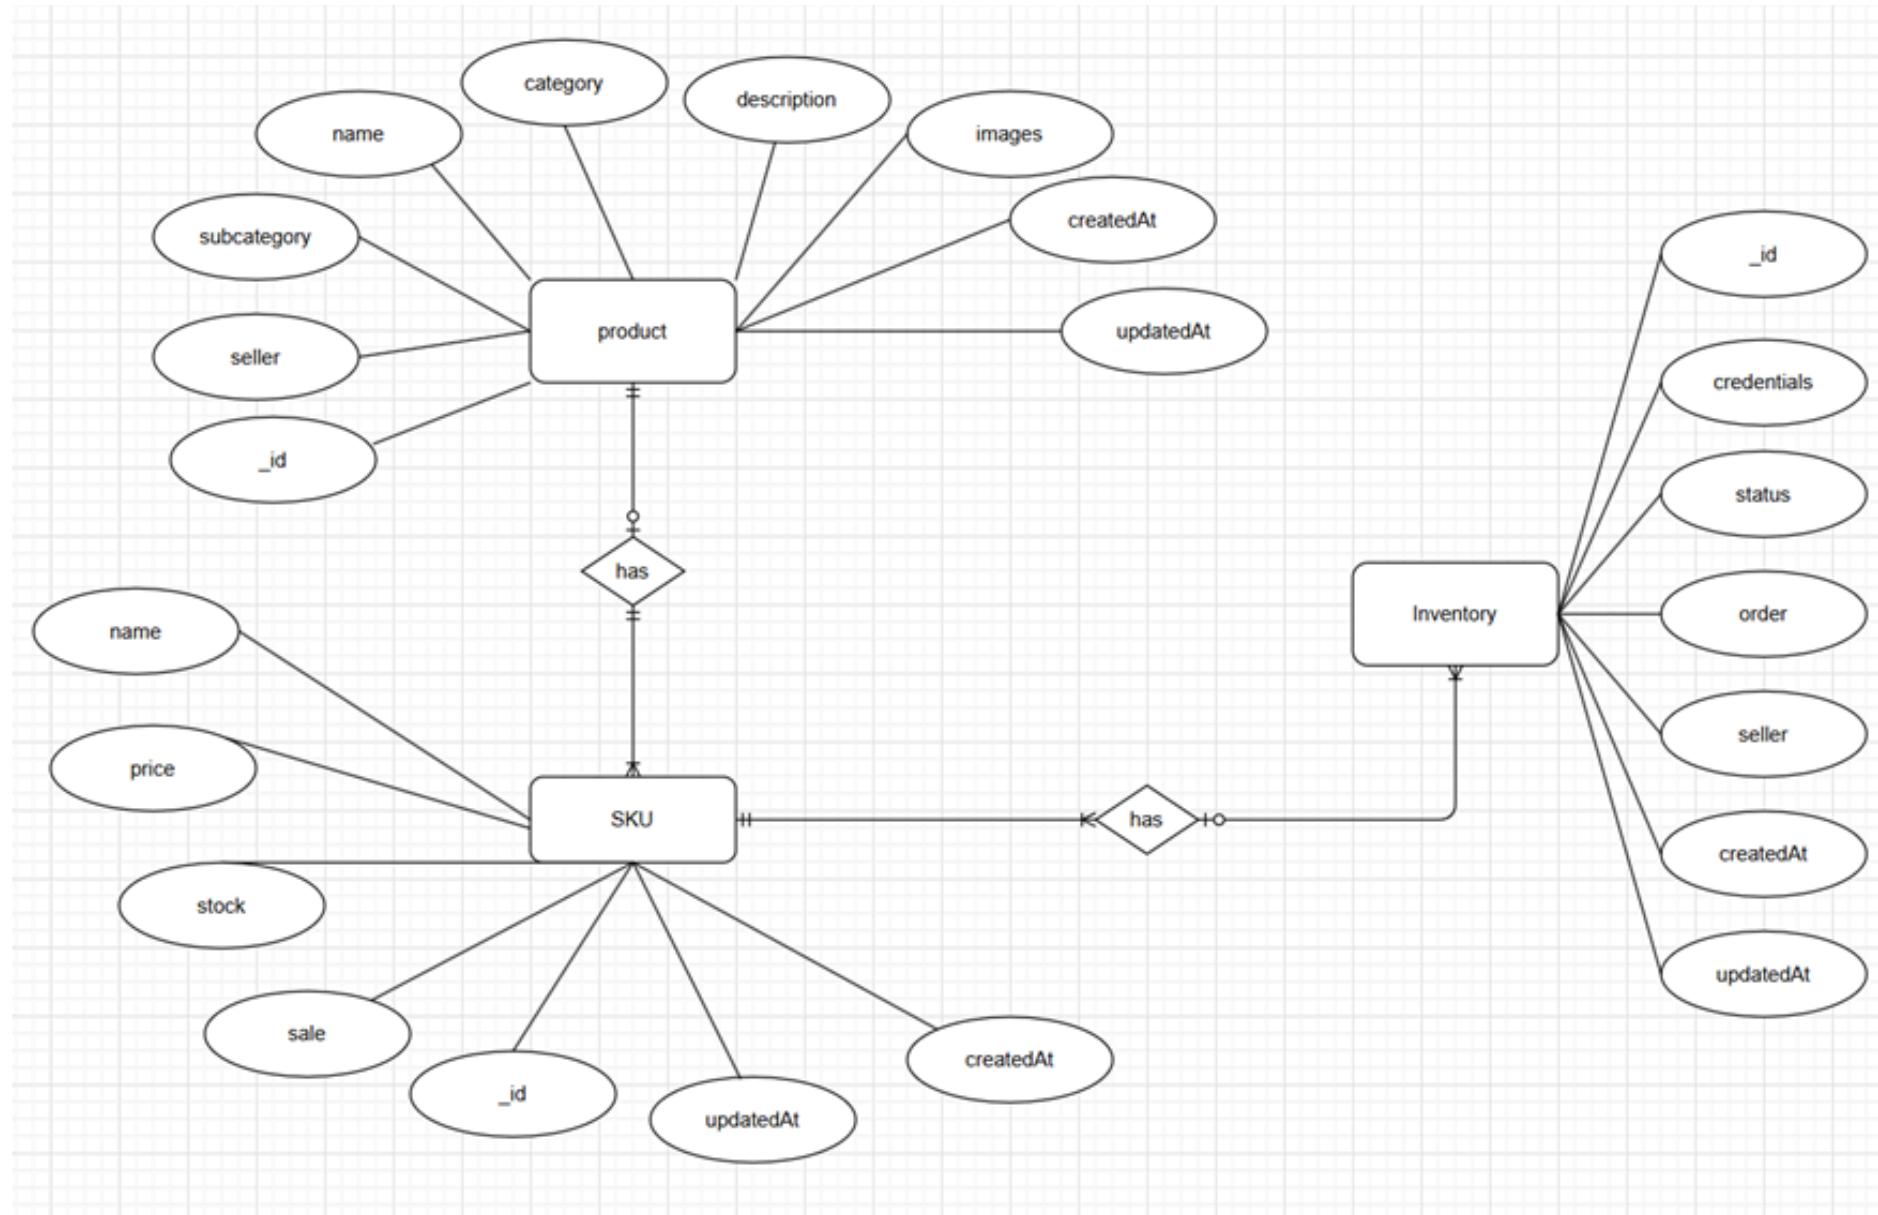 category
description
name
images
createdAt
subcategory
_id
product
updatedAt
seller
credentials
_id
status
has
Inventory
order
name
seller
price
SKU
has
createdAt
stock
updatedAt
sale
createdAt
_id
updatedAt